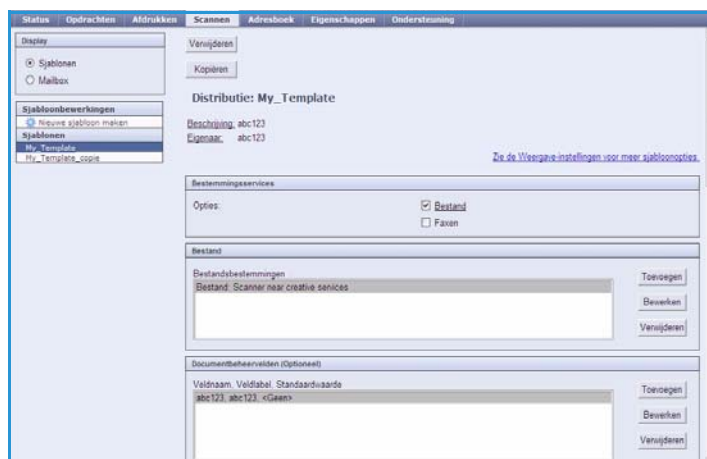 Status Opdrachten Afdrukken Scannen Adresboek Eigenschappen Ondersteuning
Display
Sjablonen
Mailbox
Sjabloonbewerkingen
Nieuwe sjabloon maken
Sjablonen
My_Template
My_Template_copie
Verwijderen
Kopiëren
Distributie: My_Template
Beschrijving: abc123
Eigenaar: abc123
Zie de Weergave-instellingen voor meer sjabloonopties.
Bestemmingsservices
Opties: Bestand
Faxen
Bestand
Bestandsbestemmingen
Bestand: Scanner near creative services
Toevoegen
Bewerken
Verwijderen
Documentbeheervelden (Optioneel)
Veldnaam, Veldlabel, Standaardwaarde
abc123, abc123, <Geen>
Toevoegen
Bewerken
Verwijderen